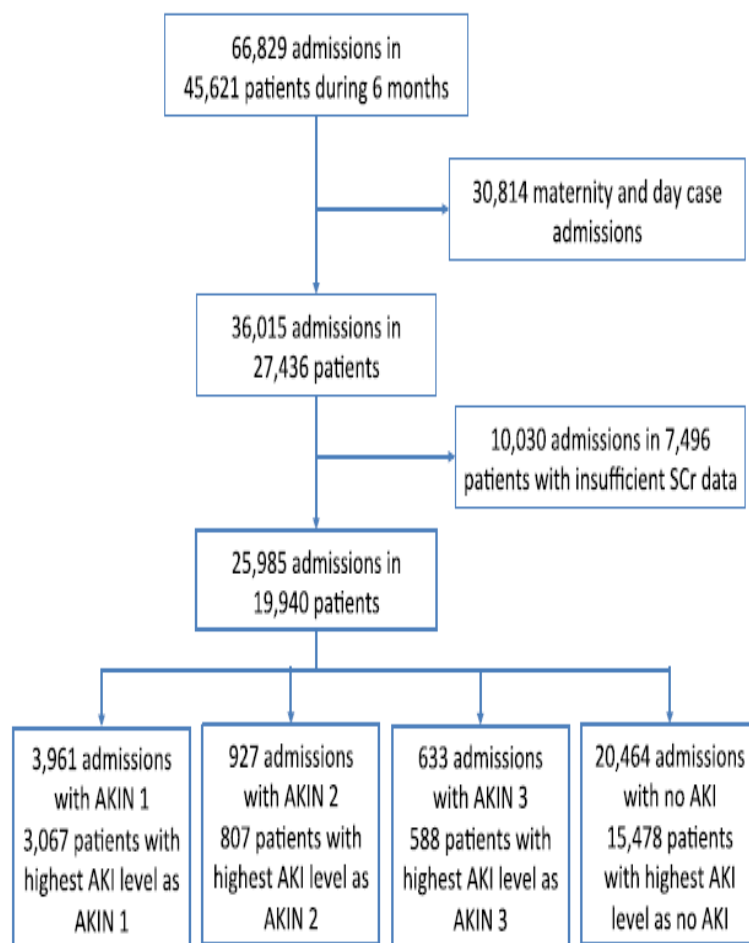 66,829 admissions in
45,621 patients during 6 months
30,814 maternity and day case
admissions
36,015 admissions in
27,436 patients
10,030 admissions in 7,496
patients with insufficient SCr data
25,985 admissions in
19,940 patients
3,961 admissions
with AKIN 1
3,067 patients with
highest AKI level as
AKIN 1
927 admissions
with AKIN 2
807 patients with
highest AKI level as
AKIN 2
633 admissions
with AKIN 3
588 patients with
highest AKI level as
AKIN 3
20,464 admissions
with no AKI
15,478 patients
with highest AKI
level as no AKI